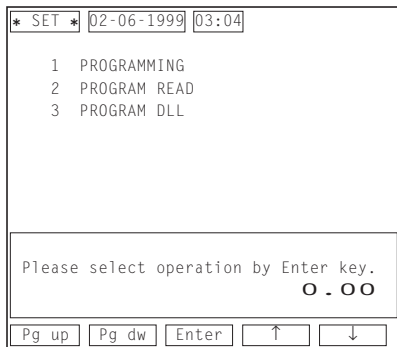 * SET * 02-06-1999 03:04
1 PROGRAMMING
2 PROGRAM READ
3 PROGRAM DLL
Please select operation by Enter key.
0.00
Pg up Pg dw Enter ↑ ↓